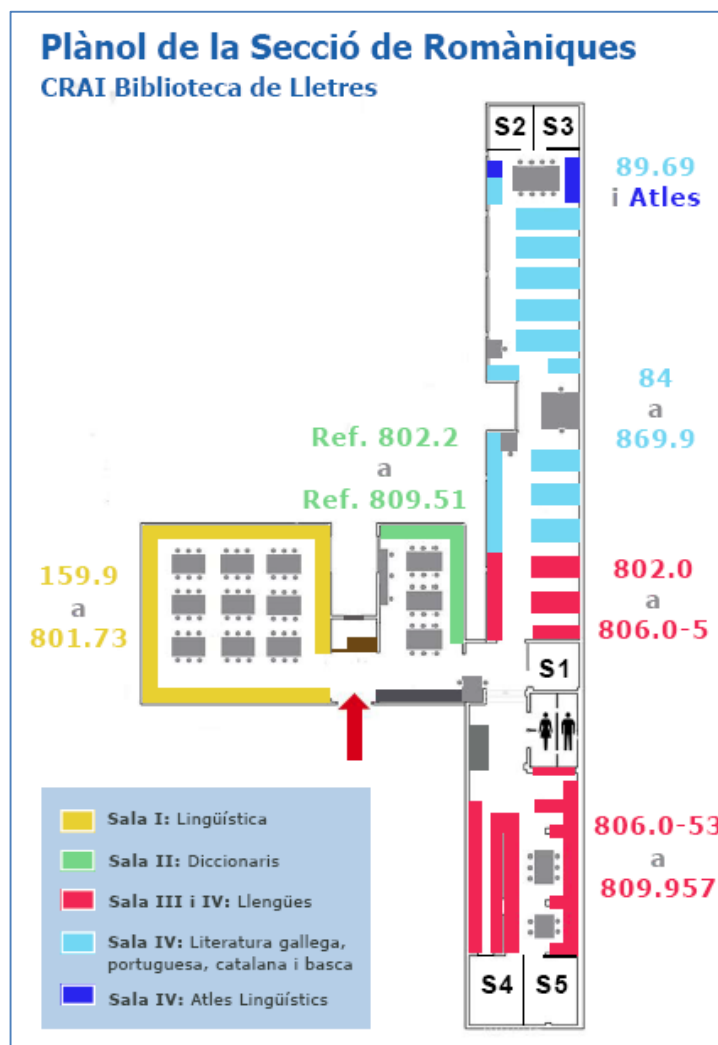 Plànol de la Secció de Romàniques
CRAI Biblioteca de Lletres
S2 S3
89.69
i Atles
84
a
869.9
Ref. 802.2
a
Ref. 809.51
159.9
a
801.73
802.0
a
806.0-5
S1
806.0-53
a
809.957
S4 S5
Sala I: Lingüística
Sala II: Diccionaris
Sala III i IV: Llengües
Sala IV: Literatura gallega,
portuguesa, catalana i basca
Sala IV: Atles Lingüístics